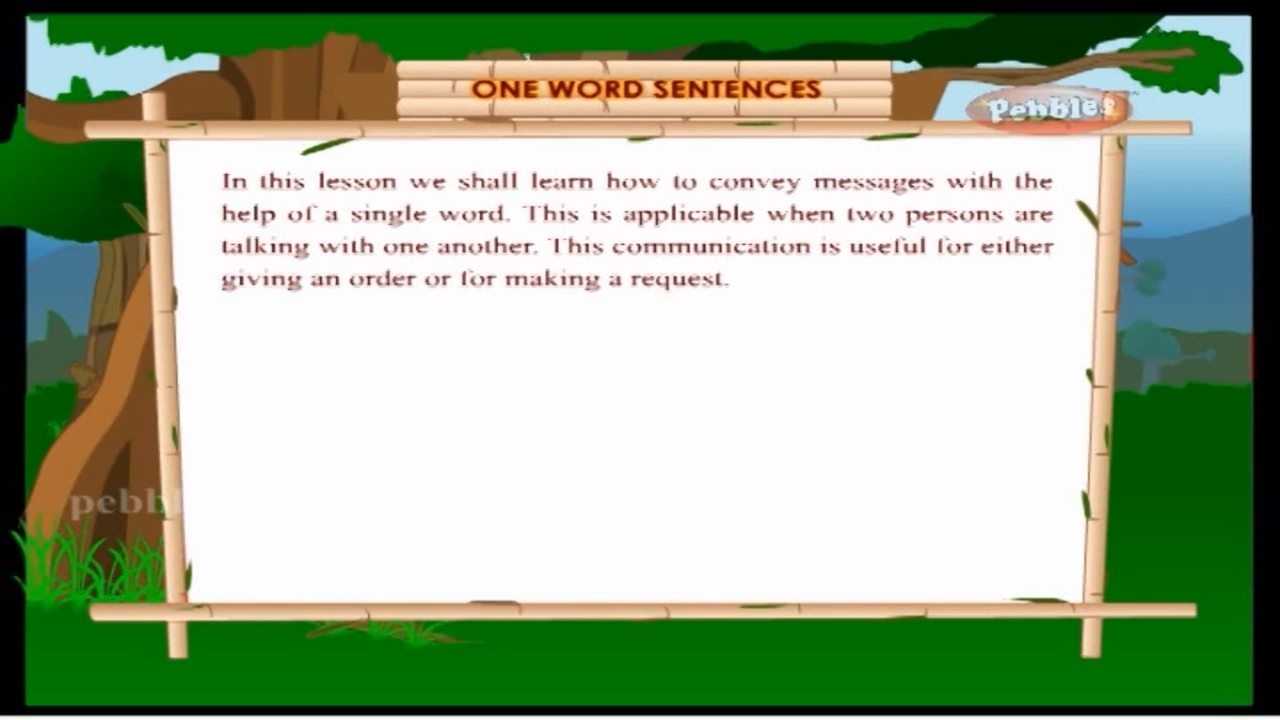 ONE WORD SENTENCES
Pebbles
In this lesson we shall learn how to convey messages with the
help of a single word. This is applicable when two persons are
talking with one another. This communication is useful for either
giving an order or for making a request.